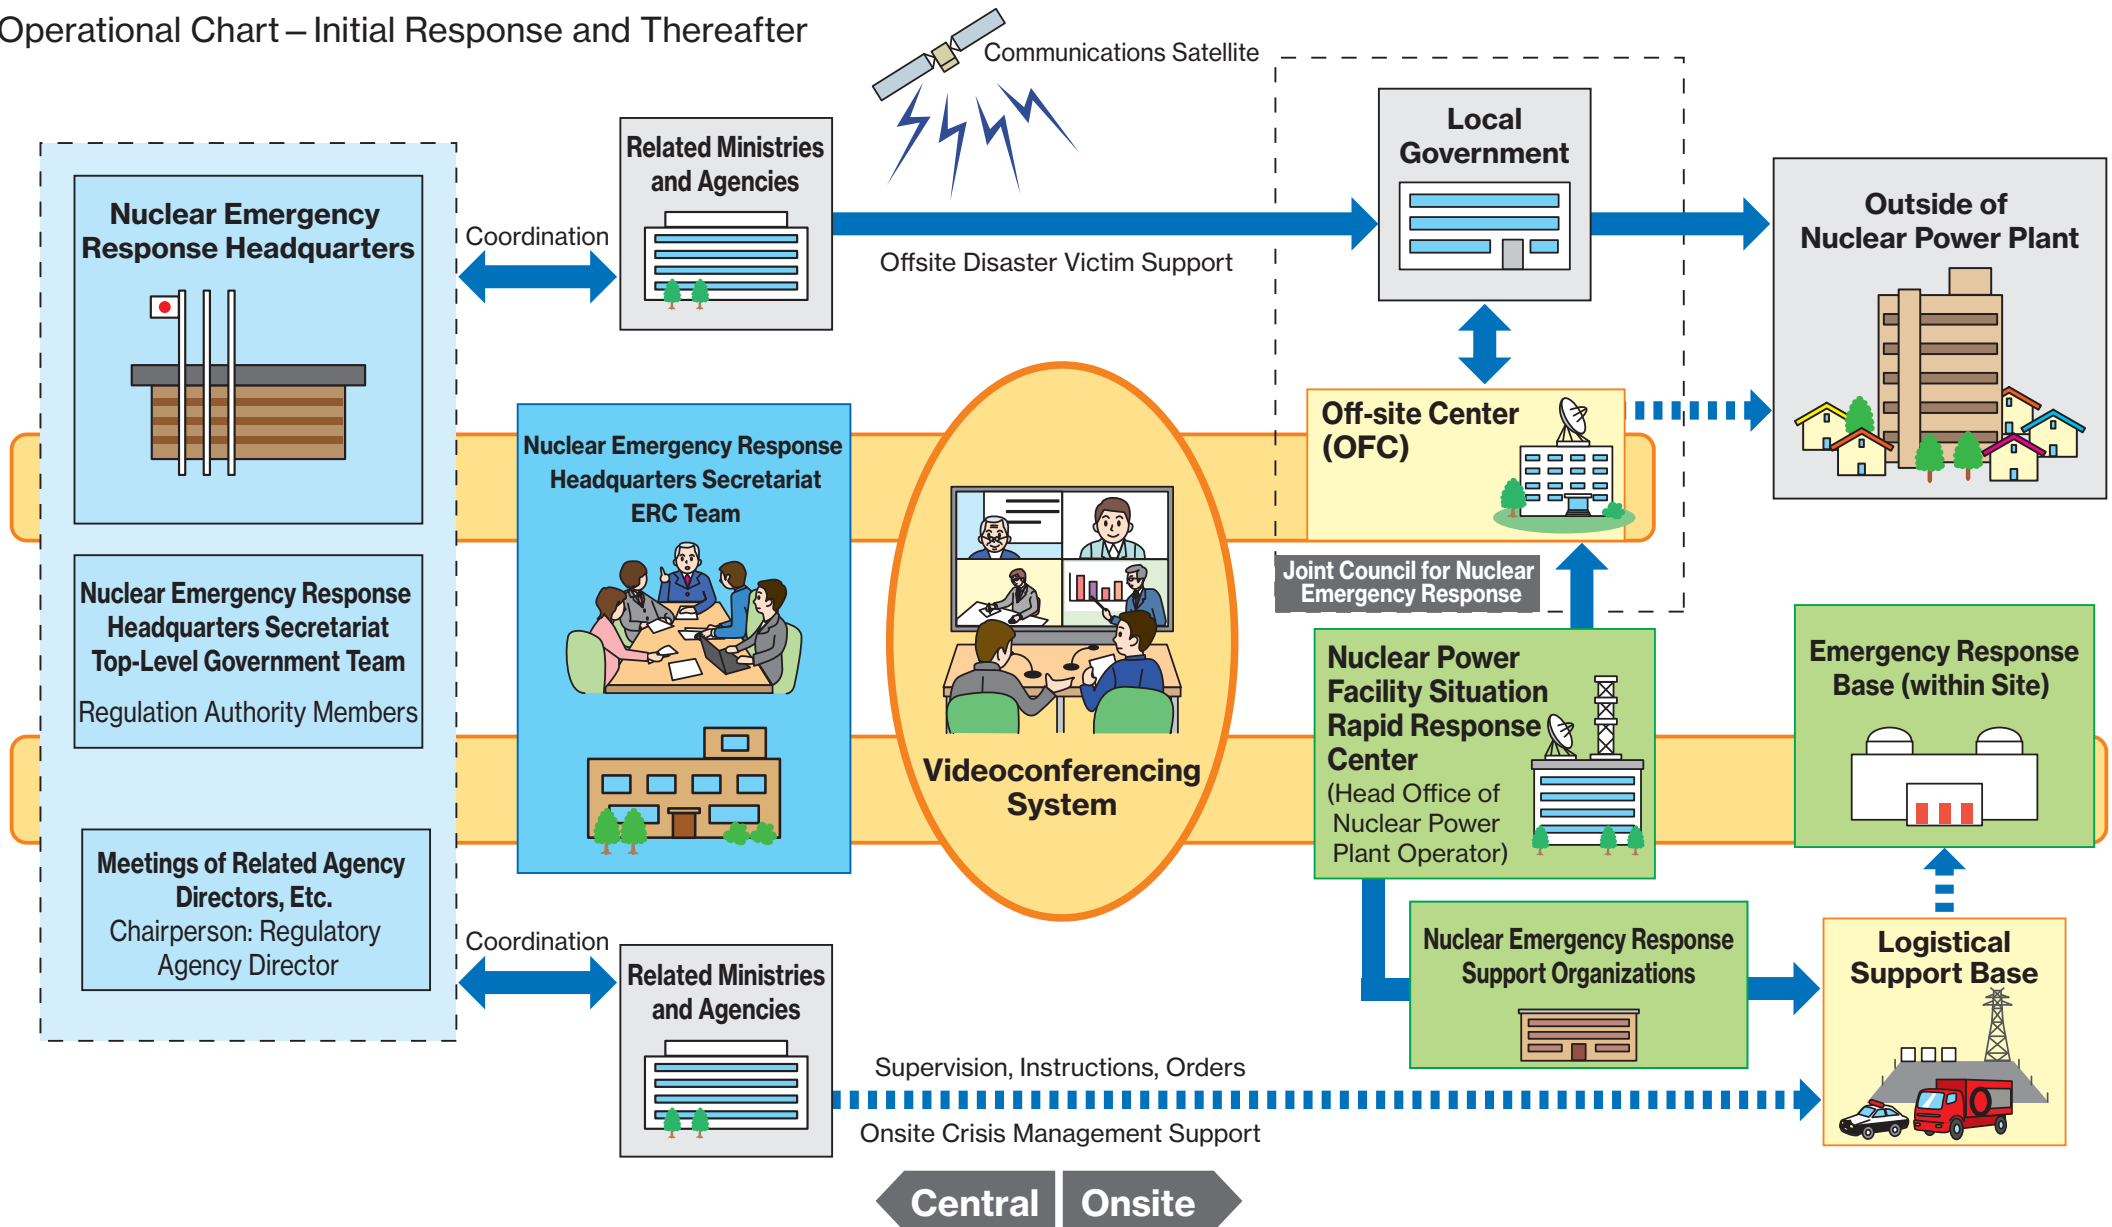 Operational Chart – Initial Response and Thereafter
Communications Satellite
Nuclear Emergency
Response Headquarters
Coordination
Related Ministries
and Agencies
Offsite Disaster Victim Support
Local
Government
Outside of
Nuclear Power Plant
Nuclear Emergency Response
Headquarters Secretariat
ERC Team
Off-site Center
(OFC)
Joint Council for Nuclear
Emergency Response
Nuclear Emergency Response
Headquarters Secretariat
Top-Level Government Team
Regulation Authority Members
Videoconferencing
System
Nuclear Power
Facility Situation
Rapid Response
Center
(Head Office of
Nuclear Power
Plant Operator)
Emergency Response
Base (within Site)
Meetings of Related Agency
Directors, Etc.
Chairperson: Regulatory
Agency Director
Coordination
Related Ministries
and Agencies
Nuclear Emergency Response
Support Organizations
Logistical
Support Base
Supervision, Instructions, Orders
Onsite Crisis Management Support
Central
Onsite